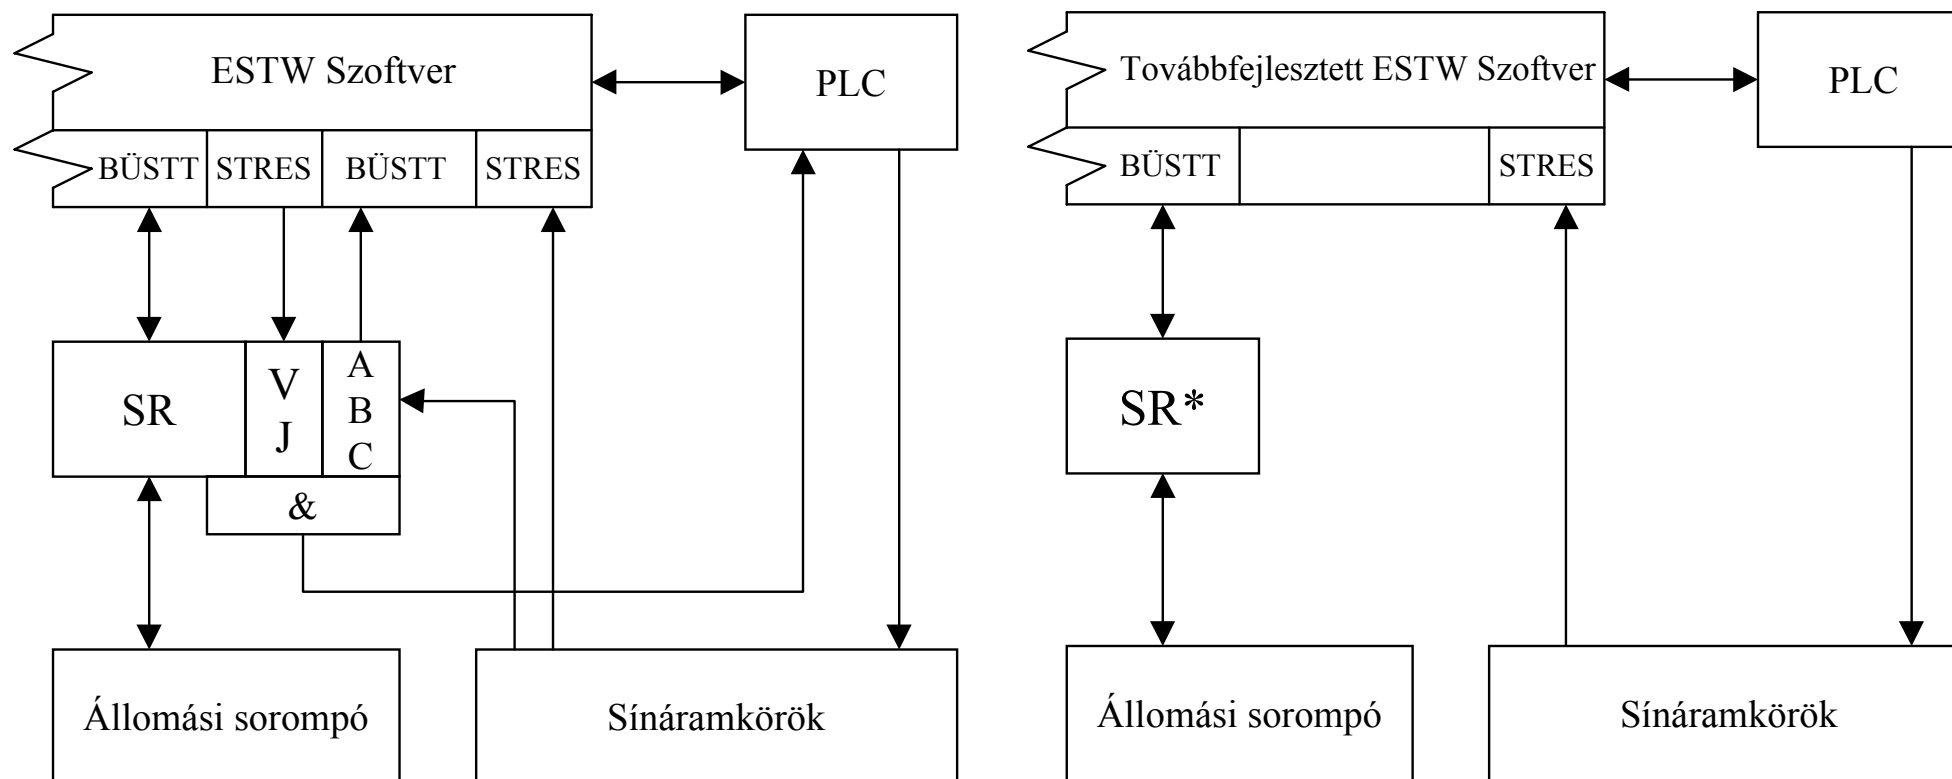 ESTW Szoftver
PLC
BÜSTT STRES BÜSTT STRES
SR
V
J
A
B
C
&
Állomási sorompó
Sínáramkörök
Továbbfejlesztett ESTW Szoftver
PLC
BÜSTT STRES
SR*
Állomási sorompó
Sínáramkörök